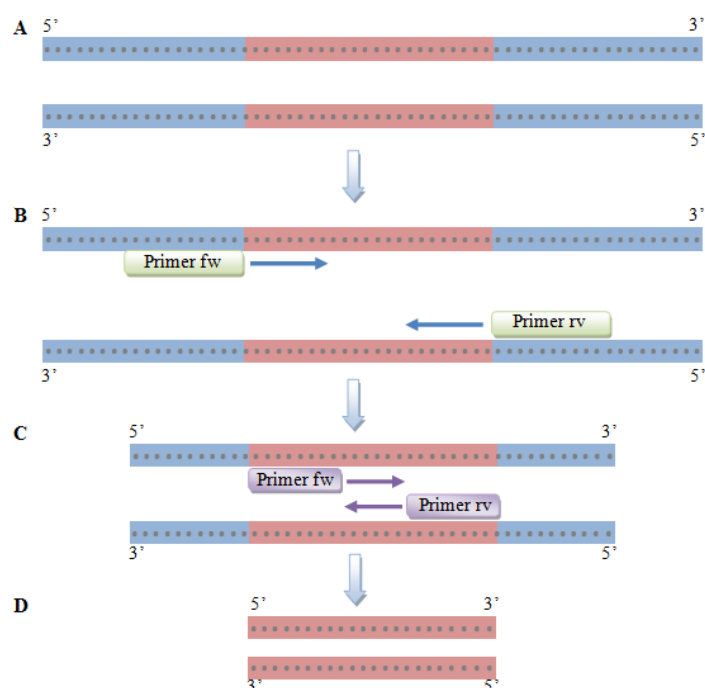 A
5’ 3’
3’ 5’
B
5’ 3’
Primer fw
Primer rv
3’ 5’
C
5’ 3’
Primer fw
Primer rv
3’ 5’
D
5’ 3’
3’ 5’